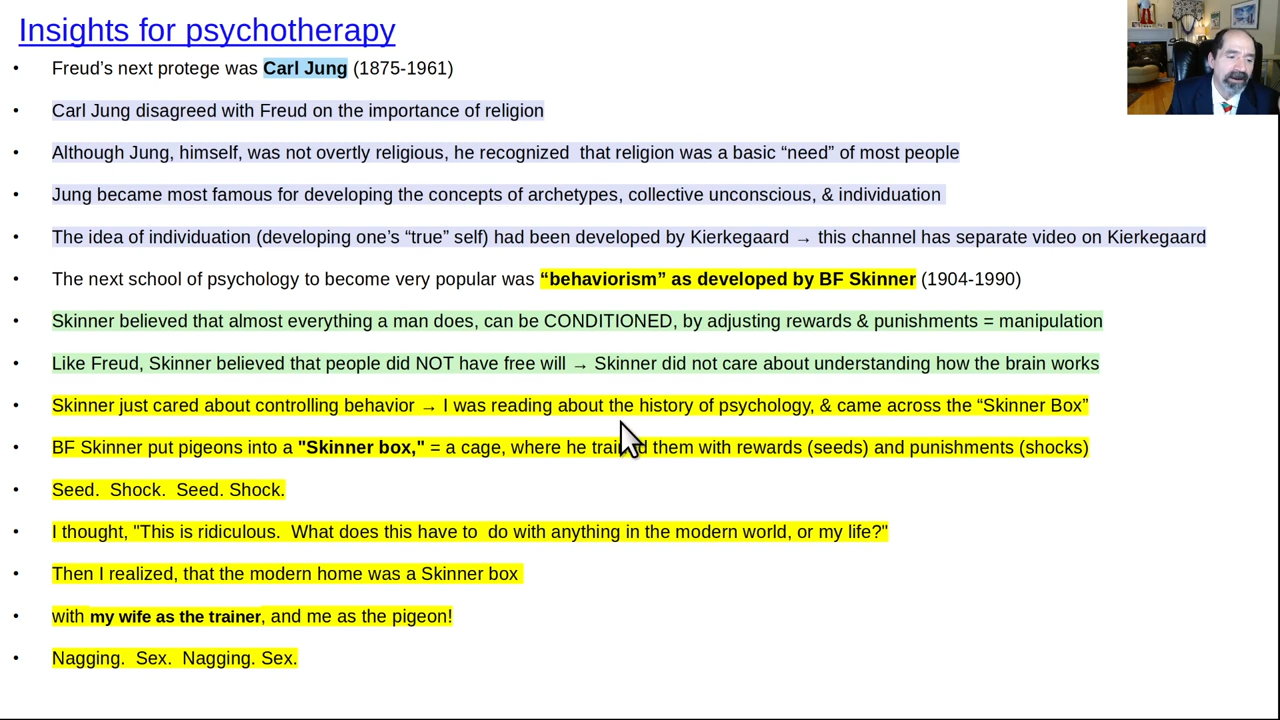 Insights for psychotherapy
• Freud’s next protege was Carl Jung (1875-1961)
• Carl Jung disagreed with Freud on the importance of religion
• Although Jung, himself, was not overtly religious, he recognized  that religion was a basic “need” of most people
• Jung became most famous for developing the concepts of archetypes, collective unconscious, & individuation
• The idea of individuation (developing one’s “true” self) had been developed by Kierkegaard → this channel has separate video on Kierkegaard
• The next school of psychology to become very popular was “behaviorism” as developed by BF Skinner (1904-1990)
• Skinner believed that almost everything a man does, can be CONDITIONED, by adjusting rewards & punishments = manipulation
• Like Freud, Skinner believed that people did NOT have free will → Skinner did not care about understanding how the brain works
• Skinner just cared about controlling behavior → I was reading about the history of psychology, & came across the “Skinner Box”
• BF Skinner put pigeons into a "Skinner box," = a cage, where he trained them with rewards (seeds) and punishments (shocks)
• Seed.  Shock.  Seed. Shock.
• I thought, "This is ridiculous.  What does this have to  do with anything in the modern world, or my life?"
• Then I realized, that the modern home was a Skinner box
• with my wife as the trainer, and me as the pigeon!
• Nagging.  Sex.  Nagging. Sex.